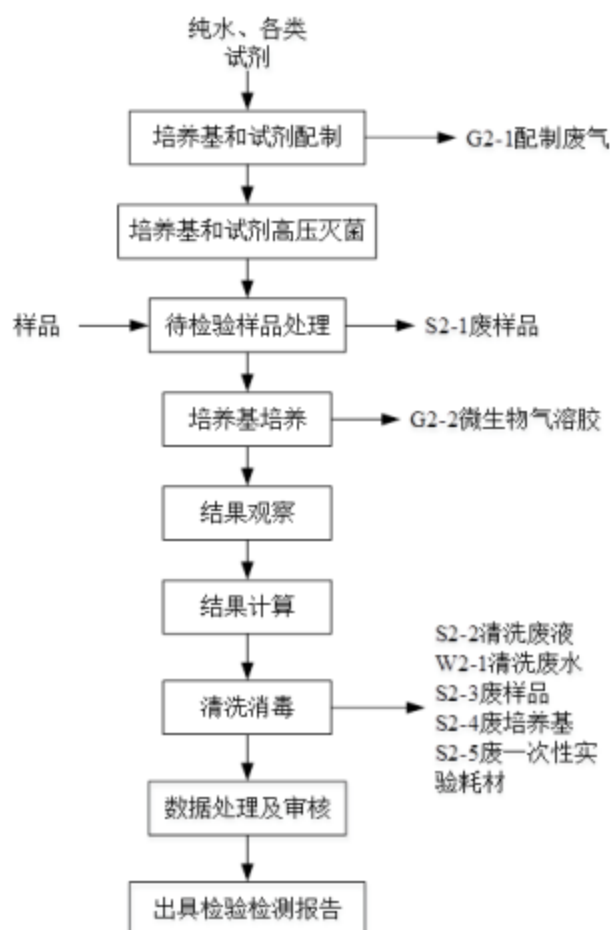 纯水、各类
试剂
培养基和试剂配制
G2-1配制废气
培养基和试剂高压灭菌
样品
待检验样品处理
S2-1废样品
培养基培养
G2-2微生物气溶胶
结果观察
结果计算
清洗消毒
S2-2清洗废液
W2-1清洗废水
S2-3废样品
S2-4废培养基
S2-5废一次性实
验耗材
数据处理及审核
出具检验检测报告